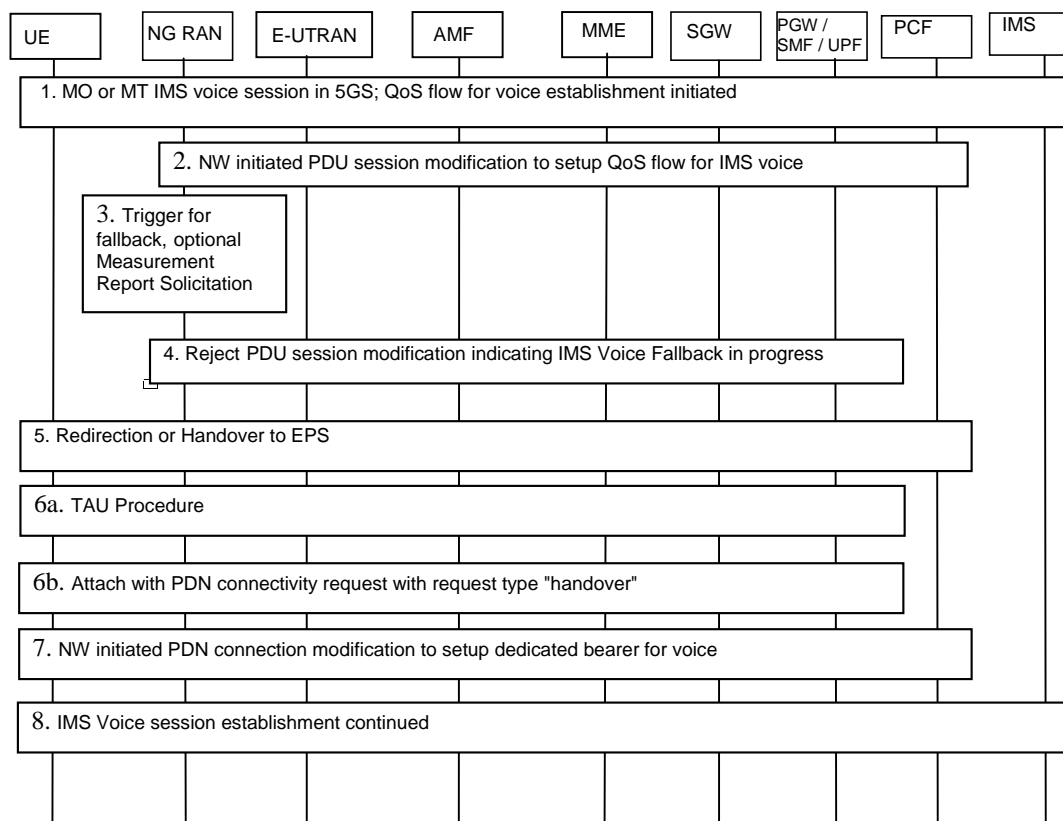 UE
NG RAN
E-UTRAN
AMF
MME
SGW
PGW /
SMF / UPF
PCF
IMS
1. MO or MT IMS voice session in 5GS; QoS flow for voice establishment initiated
2. NW initiated PDU session modification to setup QoS flow for IMS voice
3. Trigger for
fallback, optional
Measurement
Report Solicitation
4. Reject PDU session modification indicating IMS Voice Fallback in progress
5. Redirection or Handover to EPS
6a. TAU Procedure
6b. Attach with PDN connectivity request with request type "handover"
7. NW initiated PDN connection modification to setup dedicated bearer for voice
8. IMS Voice session establishment continued